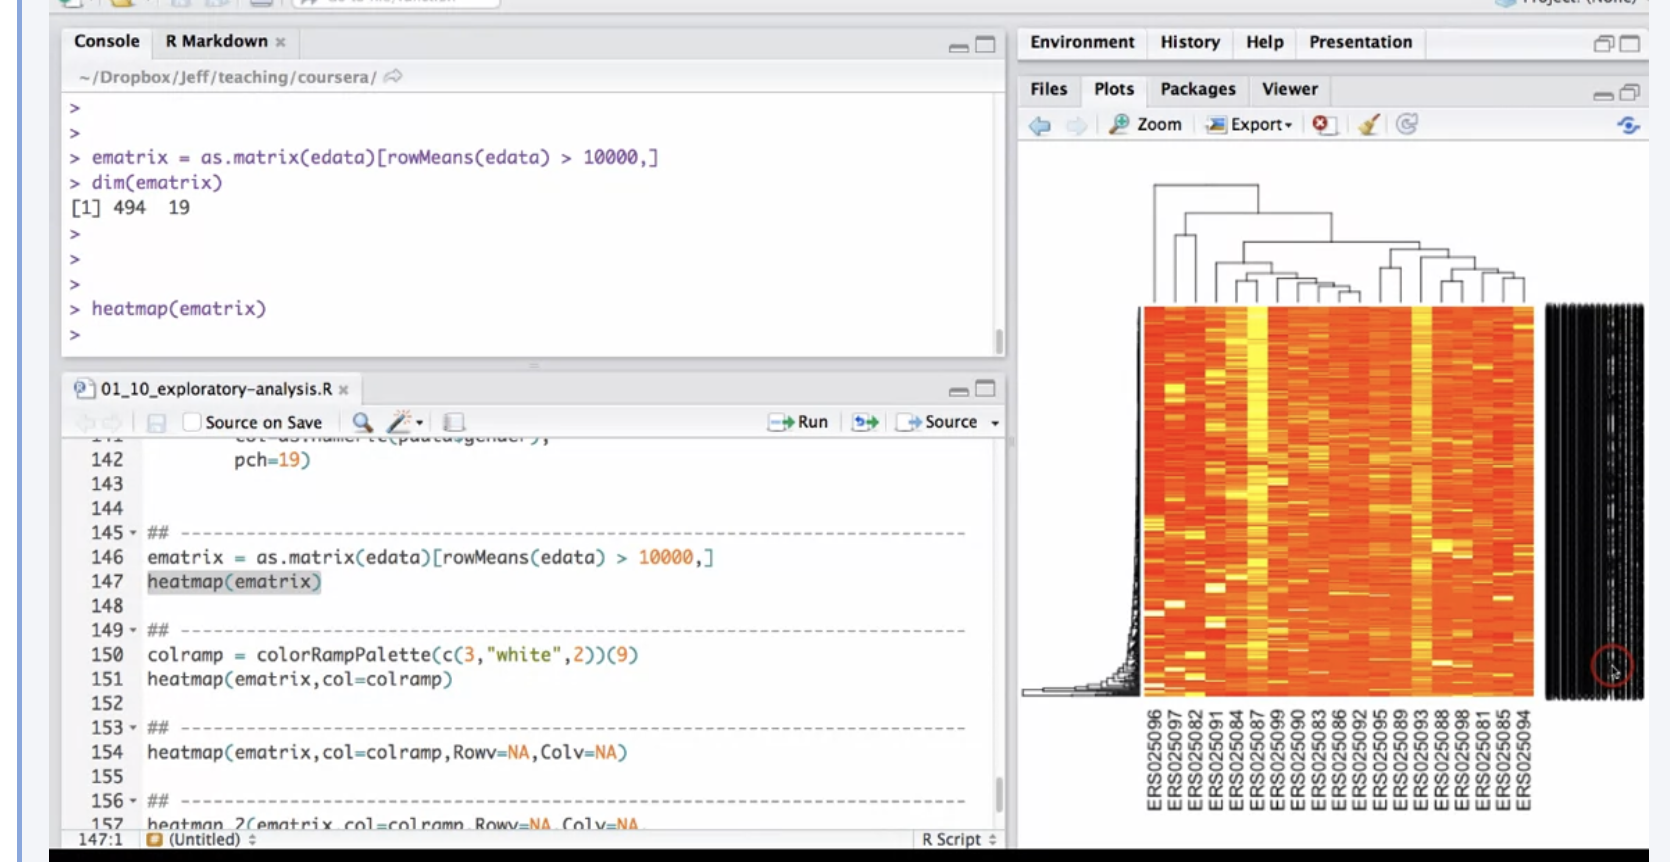 Console R Markdown
~/Dropbox/Jeff/teaching/coursera/
>
>
> ematrix = as.matrix(edata)[rowMeans(edata) > 10000,]
> dim(ematrix)
[1] 494 19
>
>
>
> heatmap(ematrix)
>
01_10_exploratory-analysis.R
Source on Save Run Source
142 pch=19)
143
144
145 ## ------------------------------------------------------------------
146 ematrix = as.matrix(edata)[rowMeans(edata) > 10000,]
147 heatmap(ematrix)
148
149 ## ------------------------------------------------------------------
150 colramp = colorRampPalette(c(3,"white",2))(9)
151 heatmap(ematrix,col=colramp)
152
153 ## ------------------------------------------------------------------
154 heatmap(ematrix,col=colramp,Rowv=NA,Colv=NA)
155
156 ## ------------------------------------------------------------------
157 heatmap.2(ematrix,col=colramp,Rowv=NA,Colv=NA,
147:1 (Untitled) R Script
Project: (None)
Environment History Help Presentation
Files Plots Packages Viewer
Zoom Export
ERS025096
ERS025097
ERS025082
ERS025091
ERS025084
ERS025087
ERS025099
ERS025090
ERS025083
ERS025086
ERS025092
ERS025095
ERS025089
ERS025093
ERS025088
ERS025098
ERS025081
ERS025085
ERS025094